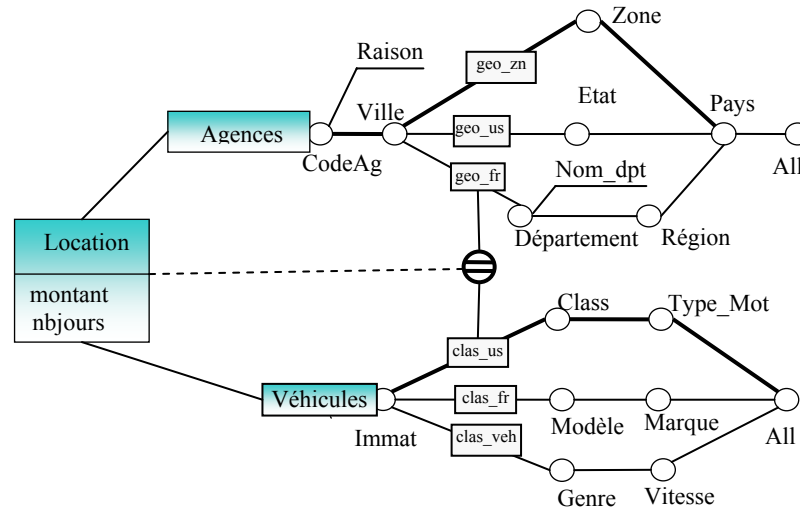 Zone
Raison
geo_zn
Etat
Ville
Pays
Agences
geo_us
CodeAg
All
geo_fr
Nom_dpt
Département
Région
Location
montant
nbjours
Class
Type_Mot
clas_us
Véhicules
clas_fr
Immat
Modèle
Marque
All
clas_veh
Genre
Vitesse